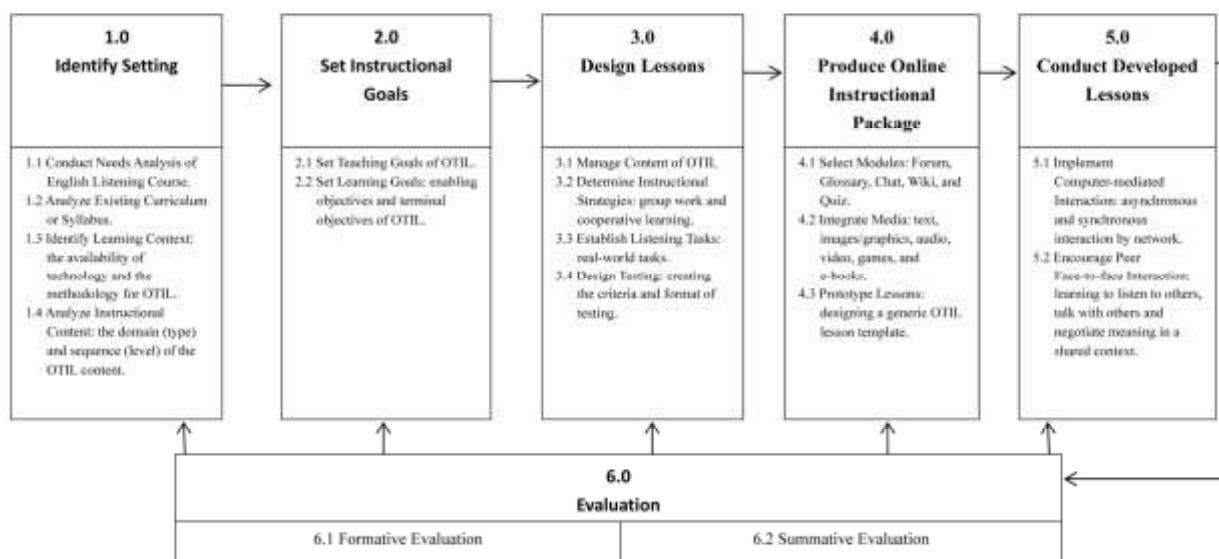 1.0
Identify Setting
1.1 Conduct Needs Analysis of
English Listening Course.
1.2 Analyze Existing Curriculum
or Syllabus.
1.3 Identify Learning Context:
the availability of
technology and the
methodology for OTIL.
1.4 Analyze Instructional
Content: the domain (type)
and sequence (level) of the
OTIL content.
2.0
Set Instructional
Goals
2.1 Set Teaching Goals of OTIL.
2.2 Set Learning Goals: enabling
objectives and terminal
objectives of OTIL.
3.0
Design Lessons
3.1 Manage Content of OTIL
3.2 Determine Instructional
Strategies: group work and
cooperative learning.
3.3 Establish Listening Tasks:
real-world tasks.
3.4 Design Testing: creating
the criteria and format of
testing.
4.0
Produce Online
Instructional
Package
4.1 Select Modules: Forum,
Glossary, Chat, Wiki, and
Quiz.
4.2 Integrate Media: text,
images/graphics, audio,
video, games, and
e-books.
4.3 Prototype Lessons:
designing a generic OTIL
lesson template.
5.0
Conduct Developed
Lessons
5.1 Implement
Computer-mediated
Interaction: asynchronous
and synchronous
interaction by network.
5.2 Encourage Peer
Face-to-face Interaction:
learning to listen to others,
talk with others and
negotiate meaning in a
shared context.
6.0
Evaluation
6.1 Formative Evaluation
6.2 Summative Evaluation